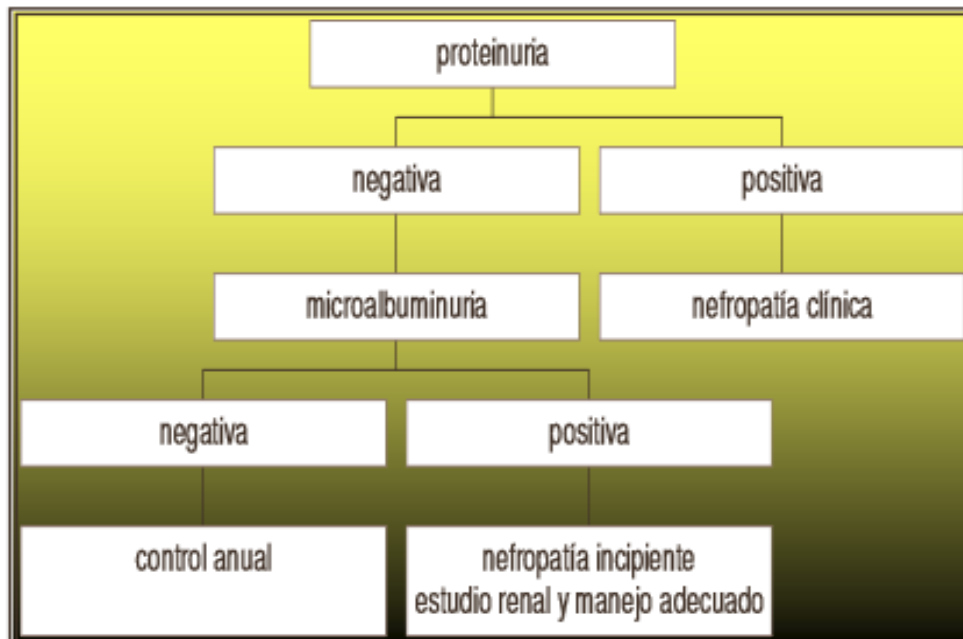 proteinuria
negativa
positiva
microalbuminuria
nefropatía clínica
negativa
positiva
control anual
nefropatía incipiente
estudio renal y manejo adecuado